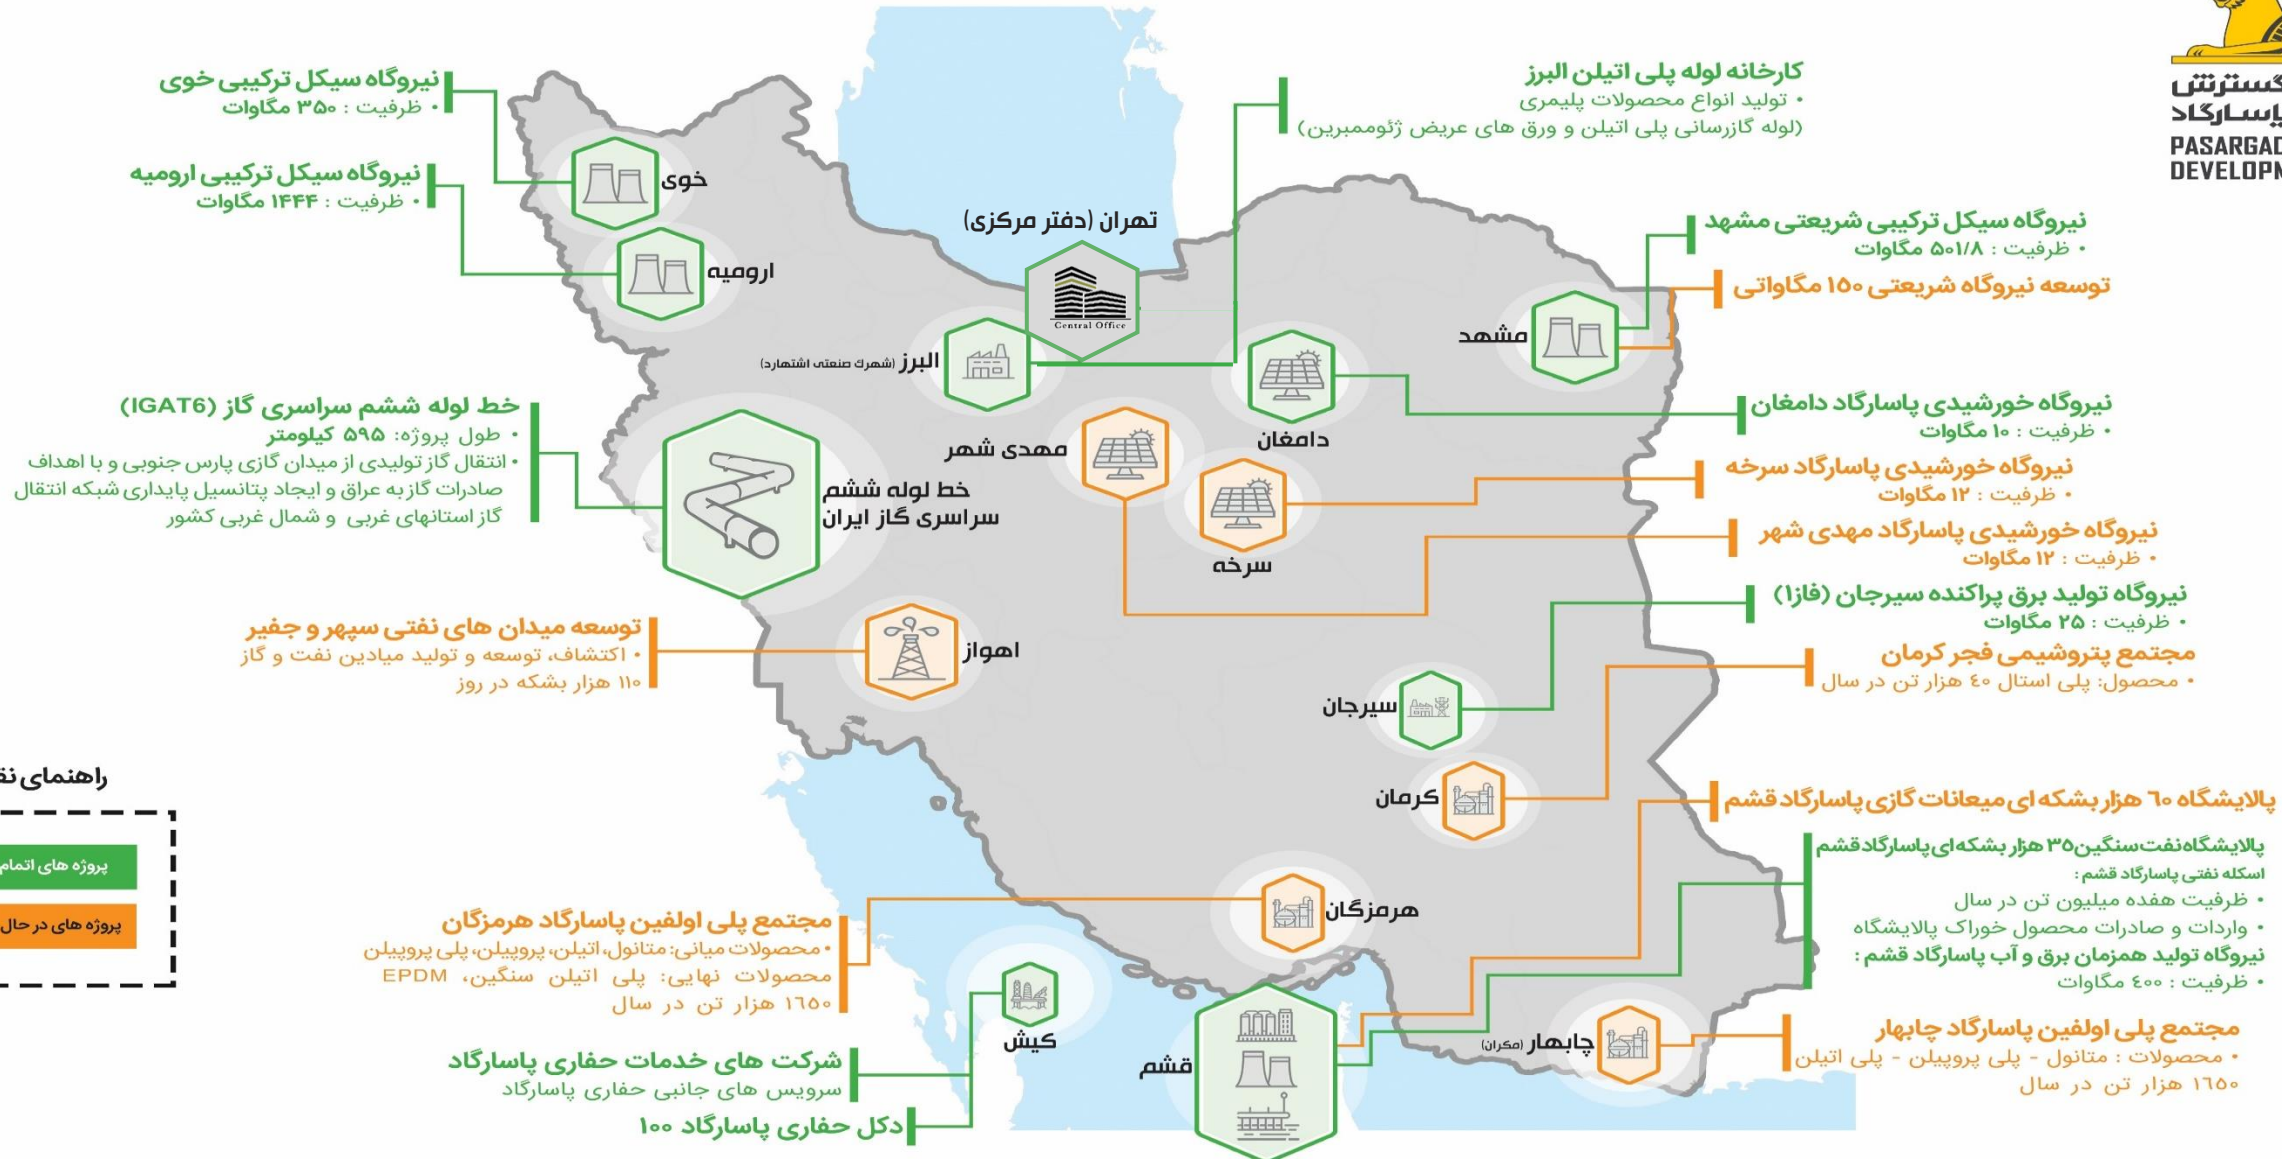 گسترش
پاسارگاد
نیروگاه سیکل ترکیبی خوی
• ظرفیت : ۳۵۰ مگاوات
نیروگاه سیکل ترکیبی ارومیه
• ظرفیت : ۱۴۴۴ مگاوات
خط لوله ششم سراسری گاز (IGAT6)
• طول پروژه: ۵۹۵ کیلومتر
• انتقال گاز تولیدی از میدان گازی پارس جنوبی و با اهداف
صادرات گاز به عراق و ایجاد پتانسیل پایداری شبکه انتقال
گاز استانهای غربی و شمال غربی کشور
توسعه میدان های نفتی سپهر و جفیر
• اکتشاف، توسعه و تولید میادین نفت و گاز
۱۱۰ هزار بشکه در روز
راهنمای
پروژه های اتمام
پروژه های در حال
مجتمع پلی اولفین پاسارگاد هرمزگان
• محصولات میانی: متانول، اتیلن، پروپیلن، پلی پروپیلن
محصولات نهایی: پلی اتیلن سنگین، EPDM
١٦٥٠ هزار تن در سال
شرکت های خدمات حفاری پاسارگاد
سرویس های جانبی حفاری پاسارگاد
دکل حفاری پاسارگاد ۱۰۰
خوی
ارومیه
تهران (دفتر مرکزی)
Central Office
البرز (شهرك صنعتی اشتهارد)
دامغان
مهدی شهر
سرخه
مشهد
خط لوله ششم
سراسری گاز ایران
اهواز
سیرجان
کرمان
هرمزگان
کیش
قشم
چابهار (مکران)
کارخانه لوله پلی اتیلن البرز
• تولید انواع محصولات پلیمری
(لوله گازرسانی پلی اتیلن و ورق های عریض ژئوممبرین)
نیروگاه سیکل ترکیبی شریعتی مشهد
• ظرفیت : ۵۰۱/۸ مگاوات
توسعه نیروگاه شریعتی ١٥٠ مگاواتی
نیروگاه خورشیدی پاسارگاد دامغان
• ظرفیت : ۱۰ مگاوات
نیروگاه خورشیدی پاسارگاد سرخه
• ظرفیت : ۱۲ مگاوات
نیروگاه خورشیدی پاسارگاد مهدی شهر
• ظرفیت : ۱۲ مگاوات
نیروگاه تولید برق پراکنده سیرجان (فاز۱)
• ظرفیت : ۲۵ مگاوات
مجتمع پتروشیمی فجر کرمان
• محصول: پلی استال ٤٠ هزار تن در سال
پالایشگاه ٦٠ هزار بشکه ای میعانات گازی پاسارگاد قشم
پالایشگاه نفت سنگین ٣٥ هزار بشکه ای پاسارگاد قشم
اسکله نفتی پاسارگاد قشم :
• ظرفیت هفده میلیون تن در سال
• واردات و صادرات محصول خوراک پالایشگاه
نیروگاه تولید همزمان برق و آب پاسارگاد قشم :
• ظرفیت : ٤٠٠ مگاوات
مجتمع پلی اولفین پاسارگاد چابهار
• محصولات : متانول - پلی پروپیلن - پلی اتیلن
١٦٥٠ هزار تن در سال